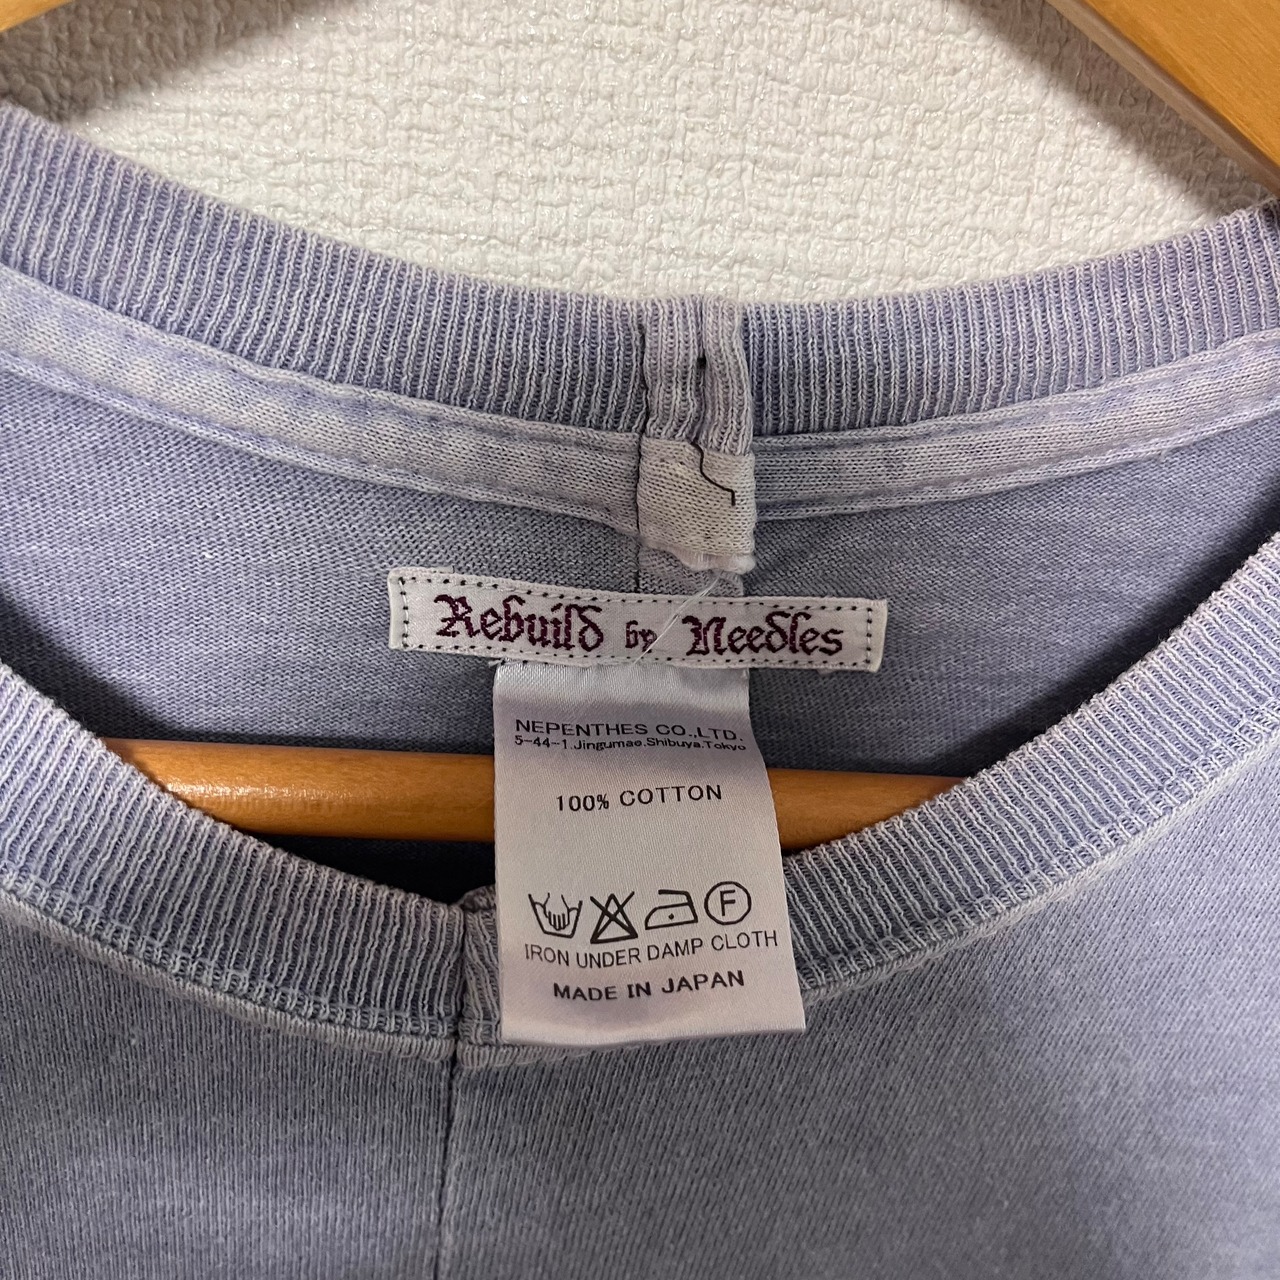 Rebuild by Needles
NEPENTHES CO.,LTD.
5-44-1.Jingumae.Shibuya.Tokyo
100% COTTON
F
IRON UNDER DAMP CLOTH
MADE IN JAPAN